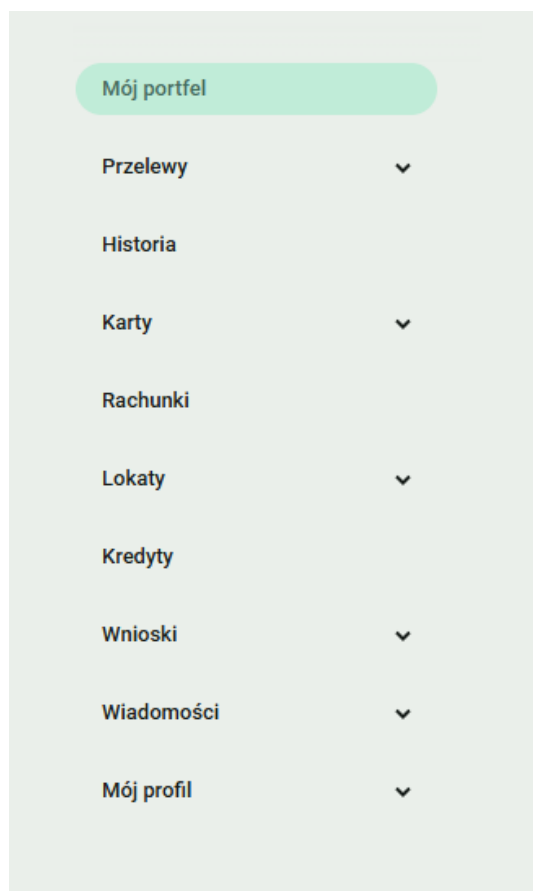 Mój portfel
Przelewy
Historia
Karty
Rachunki
Lokaty
Kredyty
Wnioski
Wiadomości
Mój profil